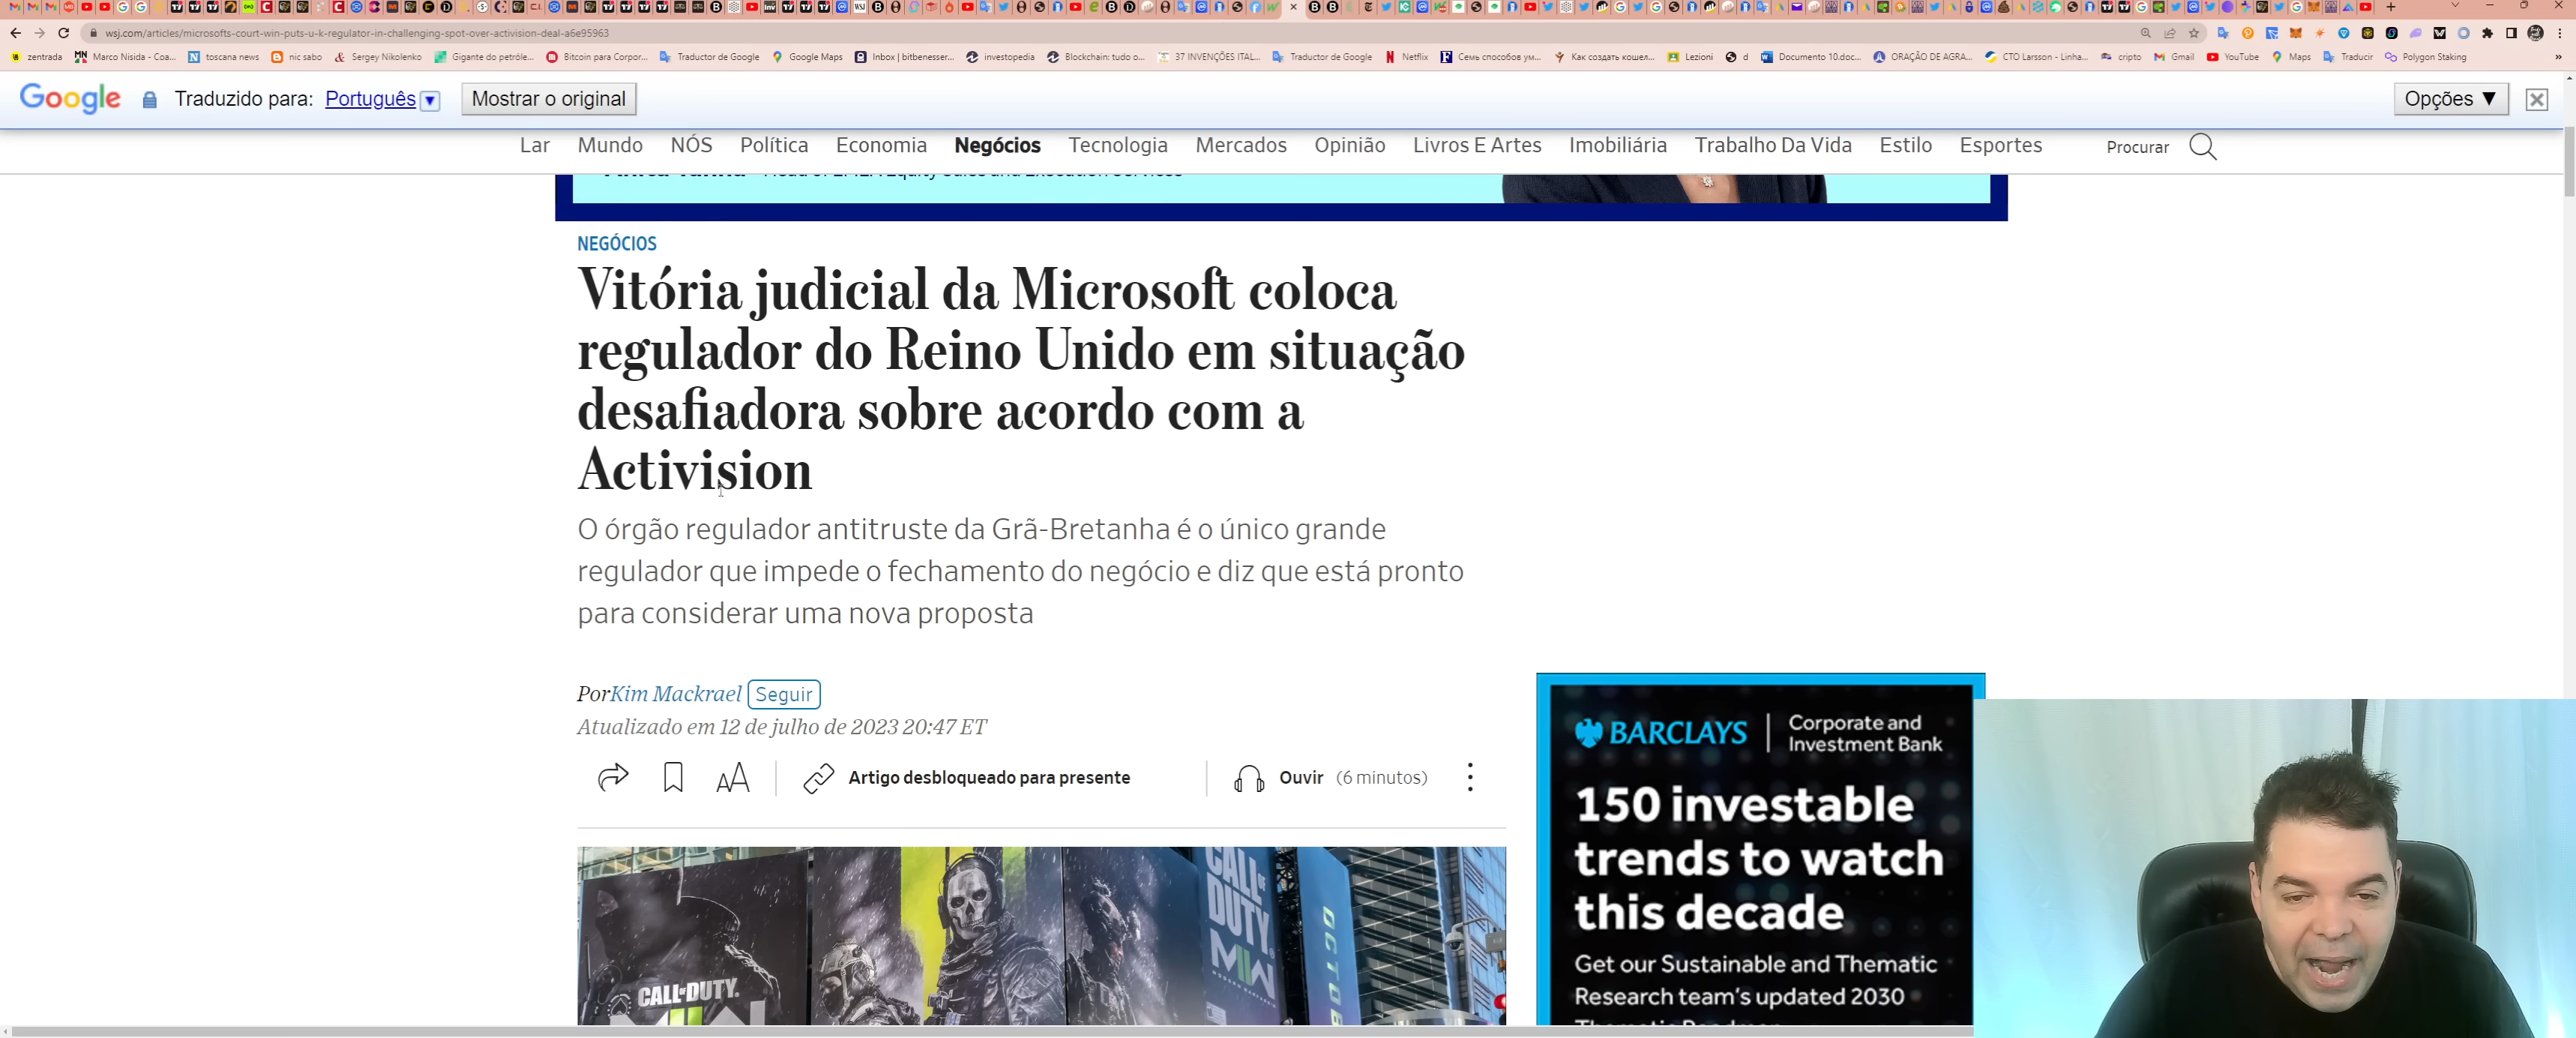 wsj.com/articles/microsofts-court-win-puts-u-k-regulator-in-challenging-spot-over-activision-deal-a6e95963
zentrada Marco Nisida - Coa... toscana news nic sabo Sergey Nikolenko Gigante do petróle... Bitcoin para Corpor... Traductor de Google Google Maps Inbox | bitbenesser... investopedia Blockchain: tudo o... 37 INVENÇÕES ITAL... Traductor de Google Netflix Семь способов ум... Как создать кошел... Lezioni d Documento 10.doc... ORAÇÃO DE AGRA... CTO Larsson - Linha... cripto Gmail YouTube Maps Traducir Polygon Staking »
Google Traduzido para: Português ▼ Mostrar o original Opções ▼
Lar Mundo NÓS Política Economia Negócios Tecnologia Mercados Opinião Livros E Artes Imobiliária Trabalho Da Vida Estilo Esportes Procurar
NEGÓCIOS
Vitória judicial da Microsoft coloca
regulador do Reino Unido em situação
desafiadora sobre acordo com a
Activision
O órgão regulador antitruste da Grã-Bretanha é o único grande
regulador que impede o fechamento do negócio e diz que está pronto
para considerar uma nova proposta
PorKim Mackrael Seguir
Atualizado em 12 de julho de 2023 20:47 ET
AA Artigo desbloqueado para presente Ouvir (6 minutos)
CALL OF DUTY
MWII
OCTOB
CALL OF DUTY.
BARCLAYS | Corporate and
Investment Bank
150 investable
trends to watch
this decade
Get our Sustainable and Thematic
Research team's updated 2030